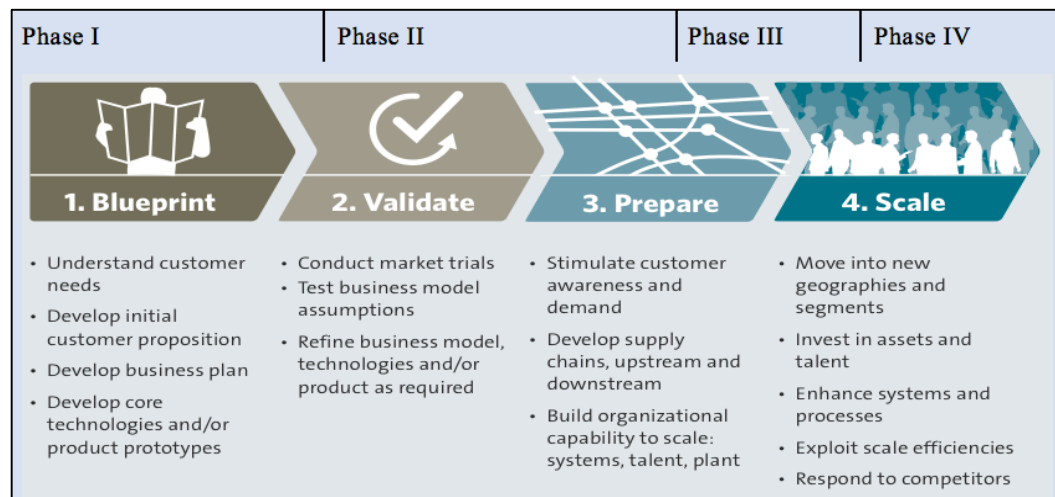 Phase I
Phase II
Phase III
Phase IV
1. Blueprint
2. Validate
3. Prepare
4. Scale
• Understand customer
needs
• Develop initial
customer proposition
• Develop business plan
• Develop core
technologies and/or
product prototypes
• Conduct market trials
• Test business model
assumptions
• Refine business model,
technologies and/or
product as required
• Stimulate customer
awareness and
demand
• Develop supply
chains, upstream and
downstream
• Build organizational
capability to scale:
systems, talent, plant
• Move into new
geographies and
segments
• Invest in assets and
talent
• Enhance systems and
processes
• Exploit scale efficiencies
• Respond to competitors